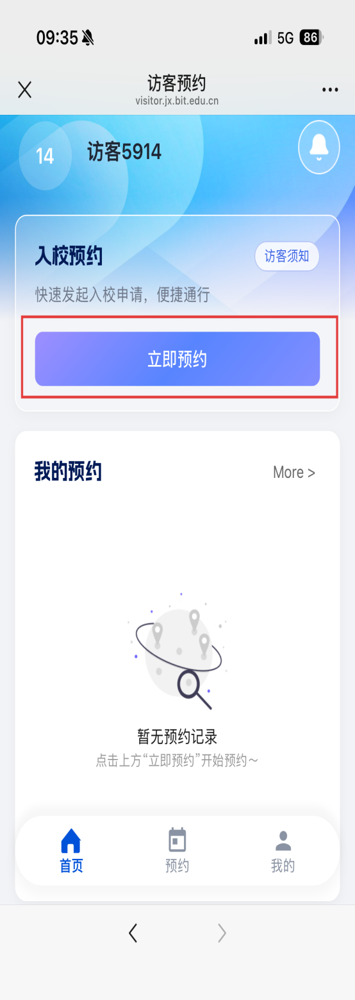 09:35
5G 86
访客预约
visitor.jx.bit.edu.cn
14
访客5914
入校预约
访客须知
快速发起入校申请，便捷通行
立即预约
我的预约
More >
暂无预约记录
点击上方“立即预约”开始预约～
首页
预约
我的